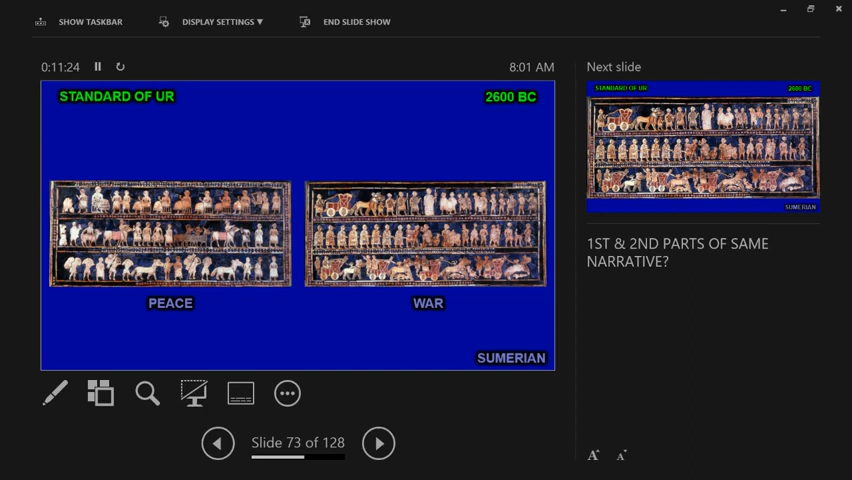 SHOW TASKBAR
DISPLAY SETTINGS ▼
END SLIDE SHOW
0:11:24
8:01 AM
STANDARD OF UR
2600 BC
PEACE
WAR
SUMERIAN
Slide 73 of 128
Next slide
STANDARD OF UR
2600 BC
SUMERIAN
1ST & 2ND PARTS OF SAME
NARRATIVE?
A
A